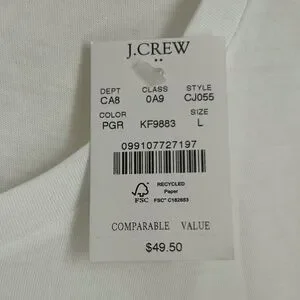 J.CREW
DEPT CLASS STYLE
CA8 0A9 CJ055
COLOR SIZE
PGR KF9883 L
099107727197
RECYCLED
Paper
FSC FSC® C182683
COMPARABLE VALUE
$49.50